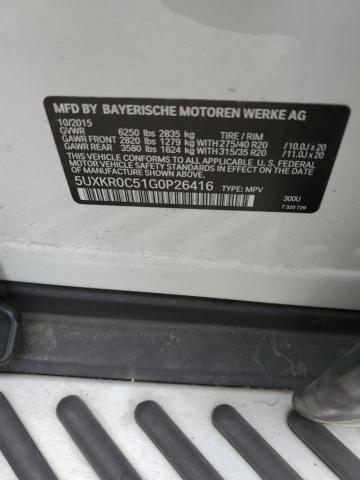 MFD BY BAYERISCHE MOTOREN WERKE AG
10/2015
GVWR 6250 lbs 2835 kg TIRE / RIM
GAWR FRONT 2820 lbs 1279 kg WITH 275/40 R20 /10.0J x 20
GAWR REAR 3580 lbs 1624 kg WITH 315/35 R20 /11.0J x 20
THIS VEHICLE CONFORMS TO ALL APPLICABLE U.S. FEDERAL
MOTOR VEHICLE SAFETY STANDARDS IN EFFECT ON THE
DATE OF MANUFACTURE SHOWN ABOVE.
5UXKR0C51G0P26416 TYPE: MPV
300U
7 320 729